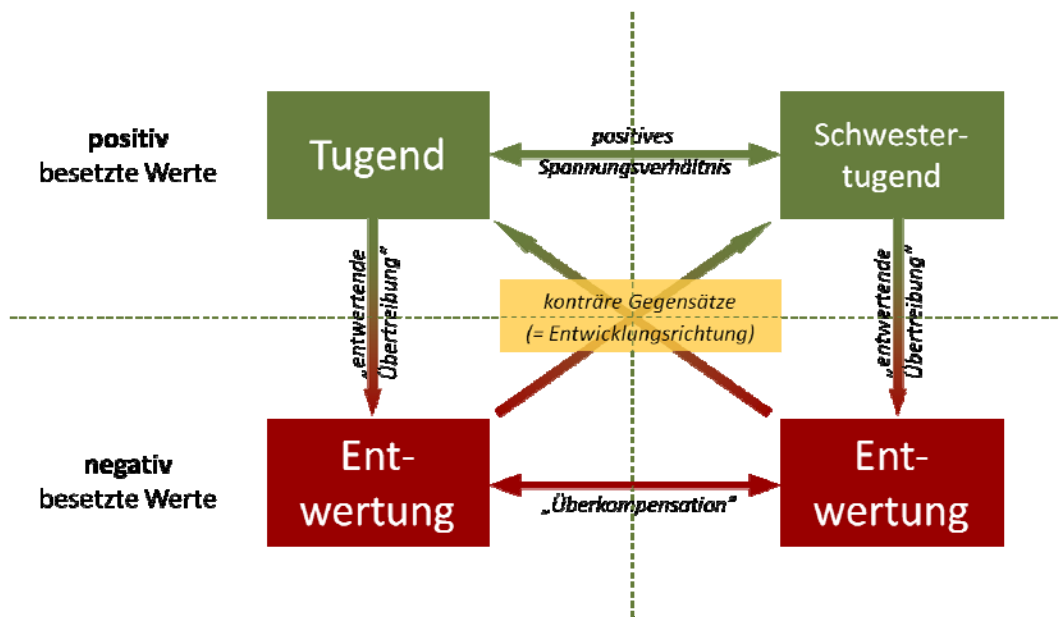 positiv
besetzte Werte
Tugend
positives
Spannungsverhältnis
Schwester-
tugend
„entwertende
Übertreibung“
konträre Gegensätze
(= Entwicklungsrichtung)
„entwertende
Übertreibung“
negativ
besetzte Werte
Ent-
wertung
„Überkompensation“
Ent-
wertung